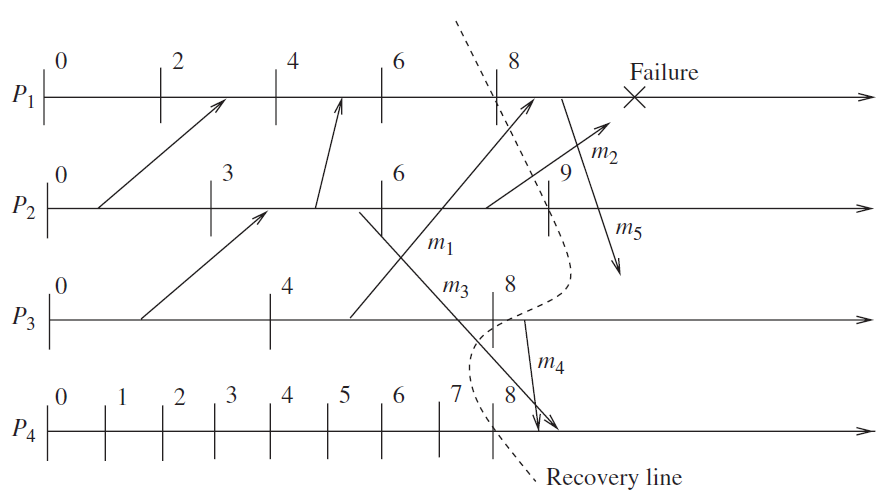 0 2 4 6 8 Failure
P1
m2
0 3 6 9
P2
m5
m1
0 4 m3 8
P3
m4
0 1 2 3 4 5 6 7 8
P4
Recovery line